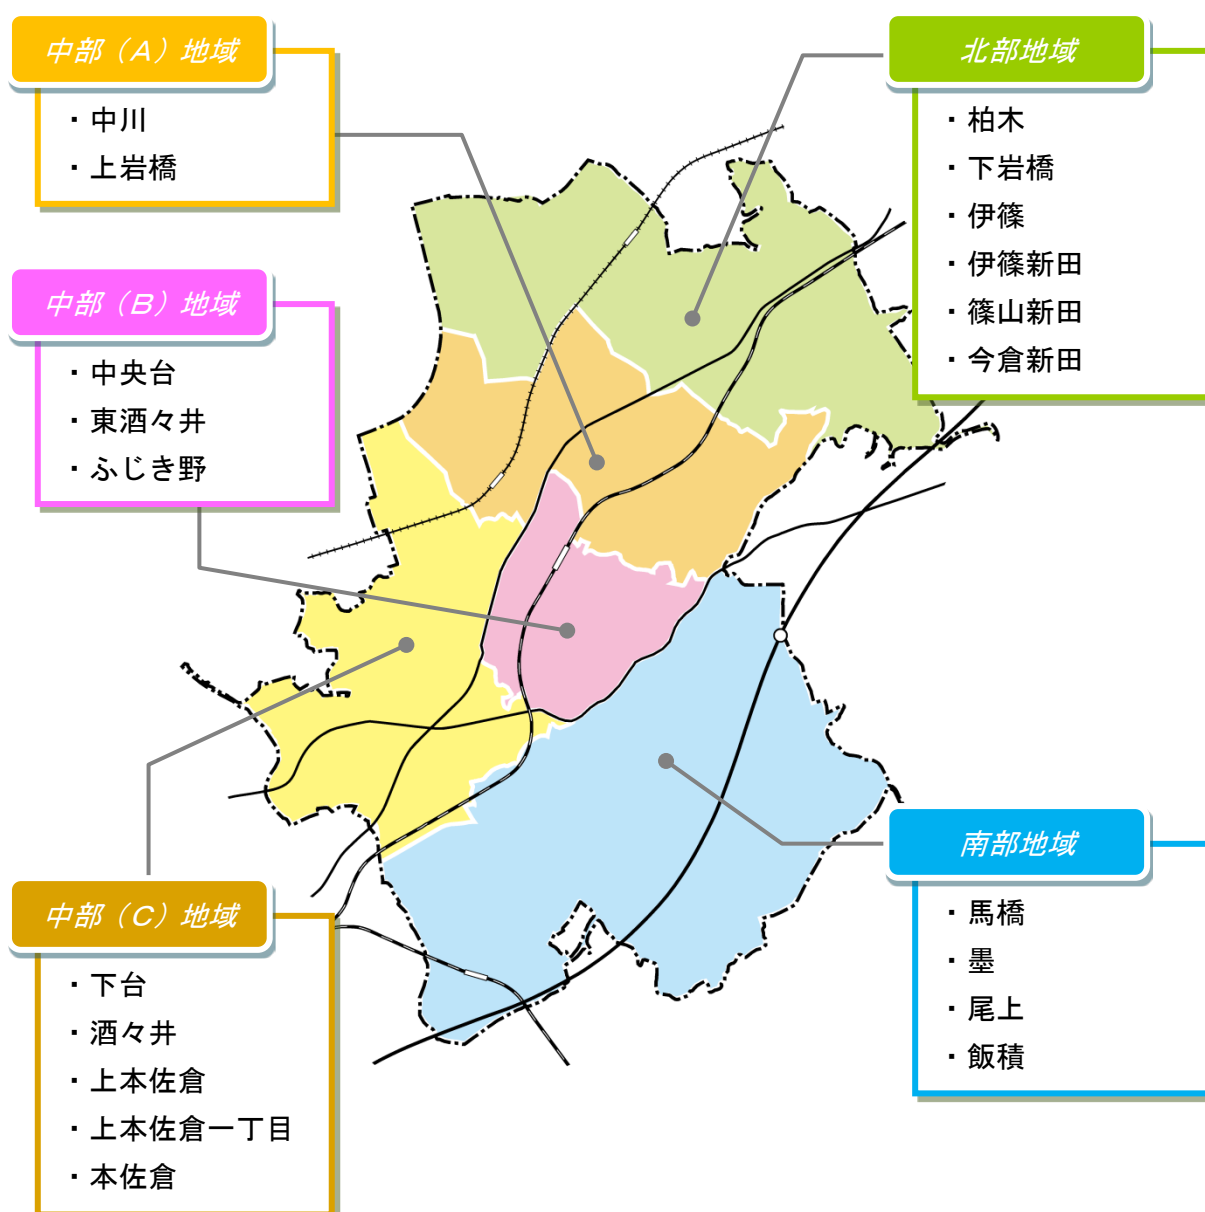 中部（A）地域
・中川
・上岩橋
中部（B）地域
・中央台
・東酒々井
・ふじき野
中部（C）地域
・下台
・酒々井
・上本佐倉
・上本佐倉一丁目
・本佐倉
北部地域
・柏木
・下岩橋
・伊篠
・伊篠新田
・篠山新田
・今倉新田
南部地域
・馬橋
・墨
・尾上
・飯積